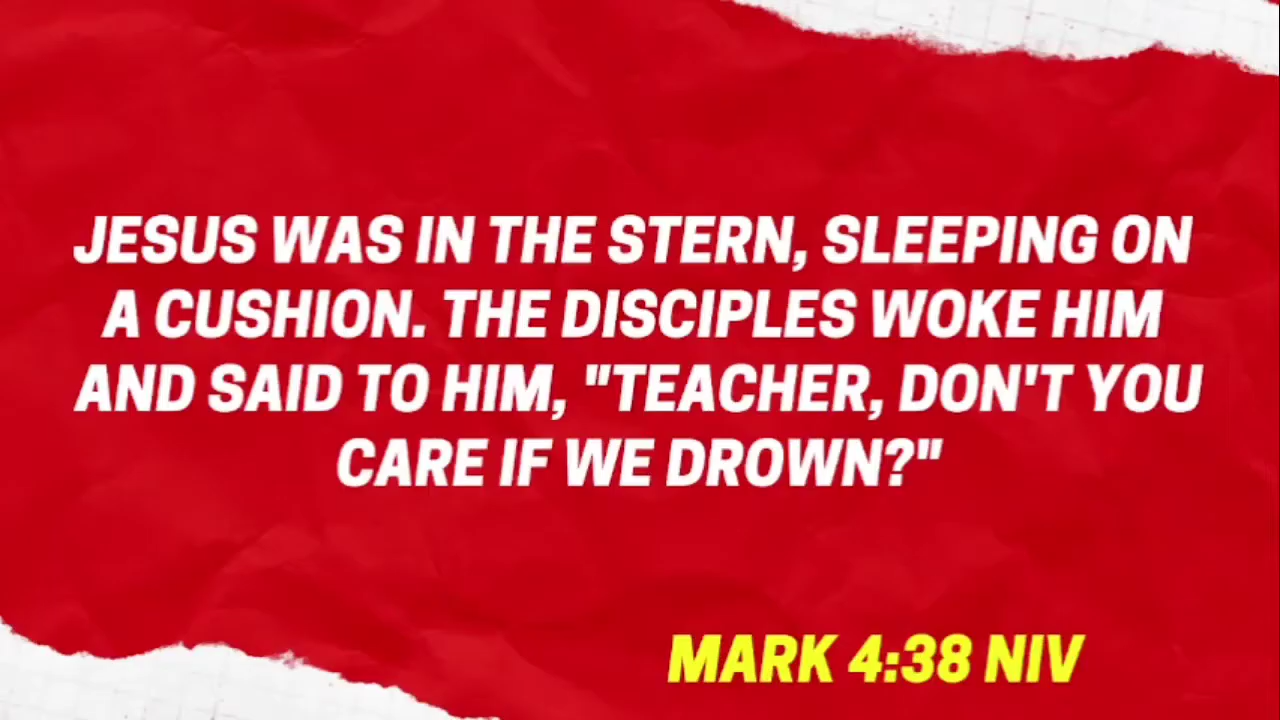 JESUS WAS IN THE STERN, SLEEPING ON
A CUSHION. THE DISCIPLES WOKE HIM
AND SAID TO HIM, "TEACHER, DON'T YOU
CARE IF WE DROWN?"
MARK 4:38 NIV